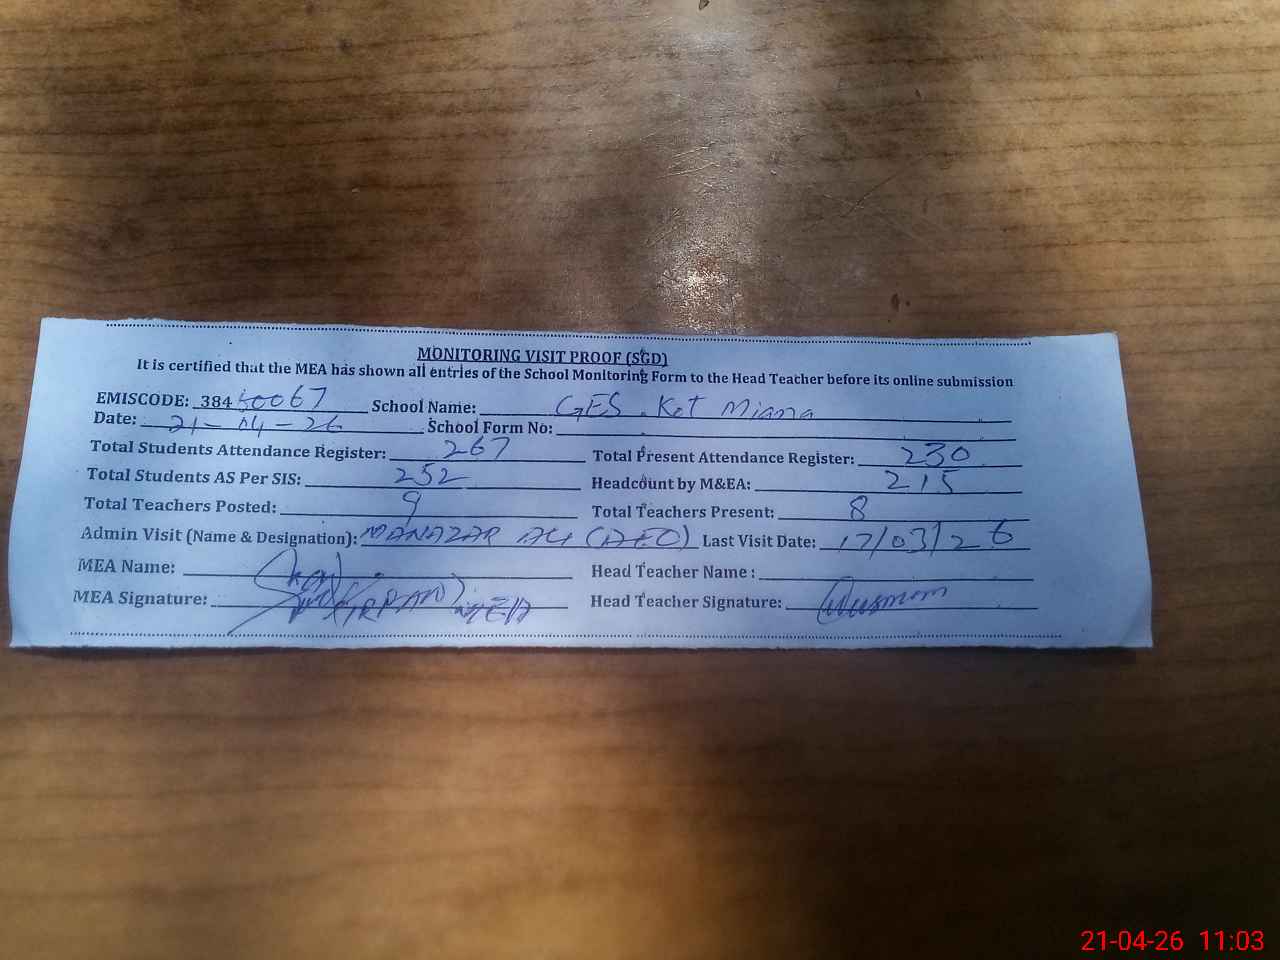 MONITORING VISIT PROOF (SGD)
It is certified that the MEA has shown all entries of the School Monitoring Form to the Head Teacher before its online submission
EMISCODE: 38450067 School Name: GES. Kot Miana
Date: 21-04-26 School Form No:
Total Students Attendance Register: 267 Total Present Attendance Register: 230
Total Students AS Per SIS: 252 Headcount by M&EA: 215
Total Teachers Posted: 9 Total Teachers Present: 8
Admin Visit (Name & Designation): MANAZAR ALI (AEO) Last Visit Date: 17/03/26
MEA Name: Head Teacher Name :
MEA Signature: (IRFAN) MEA Head Teacher Signature:
21-04-26 11:03